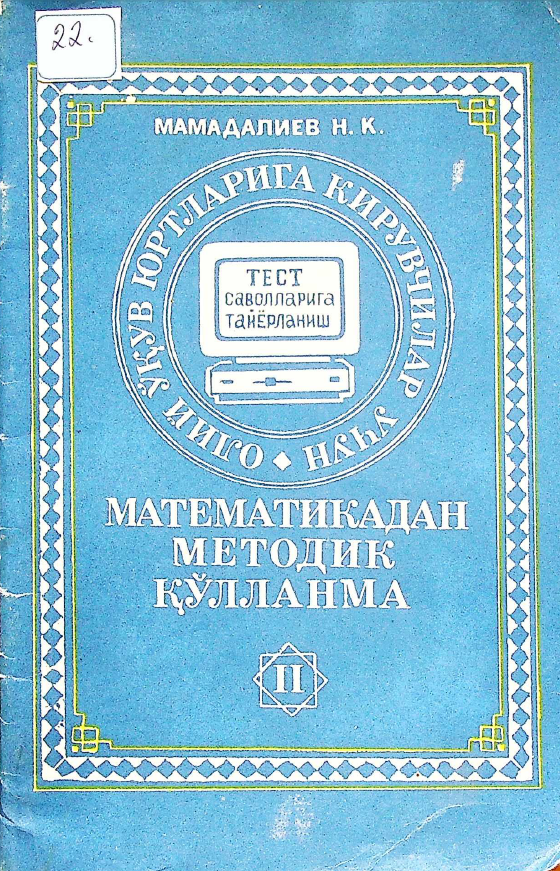 22.
МАМАДАЛИЕВ Н. К.
ОЛИЙ ЎҚУВ ЮРТЛАРИГА КИРУВЧИЛАР УЧУН
ТЕСТ
САВОЛЛАРИГА
ТАЙЁРЛАНИШ
МАТЕМАТИКАДАН
МЕТОДИК
ҚЎЛЛАНМА
II